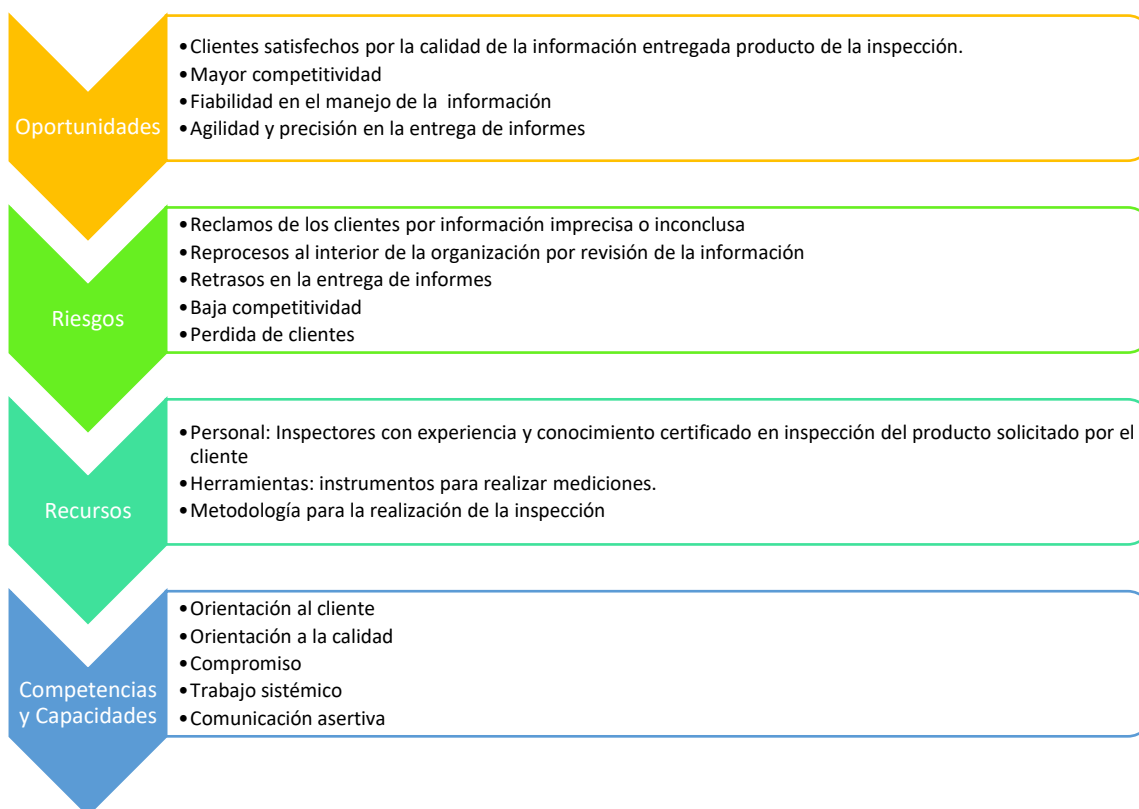 Oportunidades
•Clientes satisfechos por la calidad de la información entregada producto de la inspección.
•Mayor competitividad
•Fiabilidad en el manejo de la información
•Agilidad y precisión en la entrega de informes
Riesgos
•Reclamos de los clientes por información imprecisa o inconclusa
•Reprocesos al interior de la organización por revisión de la información
•Retrasos en la entrega de informes
•Baja competitividad
•Perdida de clientes
Recursos
•Personal: Inspectores con experiencia y conocimiento certificado en inspección del producto solicitado por el
cliente
•Herramientas: instrumentos para realizar mediciones.
•Metodología para la realización de la inspección
Competencias
y Capacidades
•Orientación al cliente
•Orientación a la calidad
•Compromiso
•Trabajo sistémico
•Comunicación asertiva